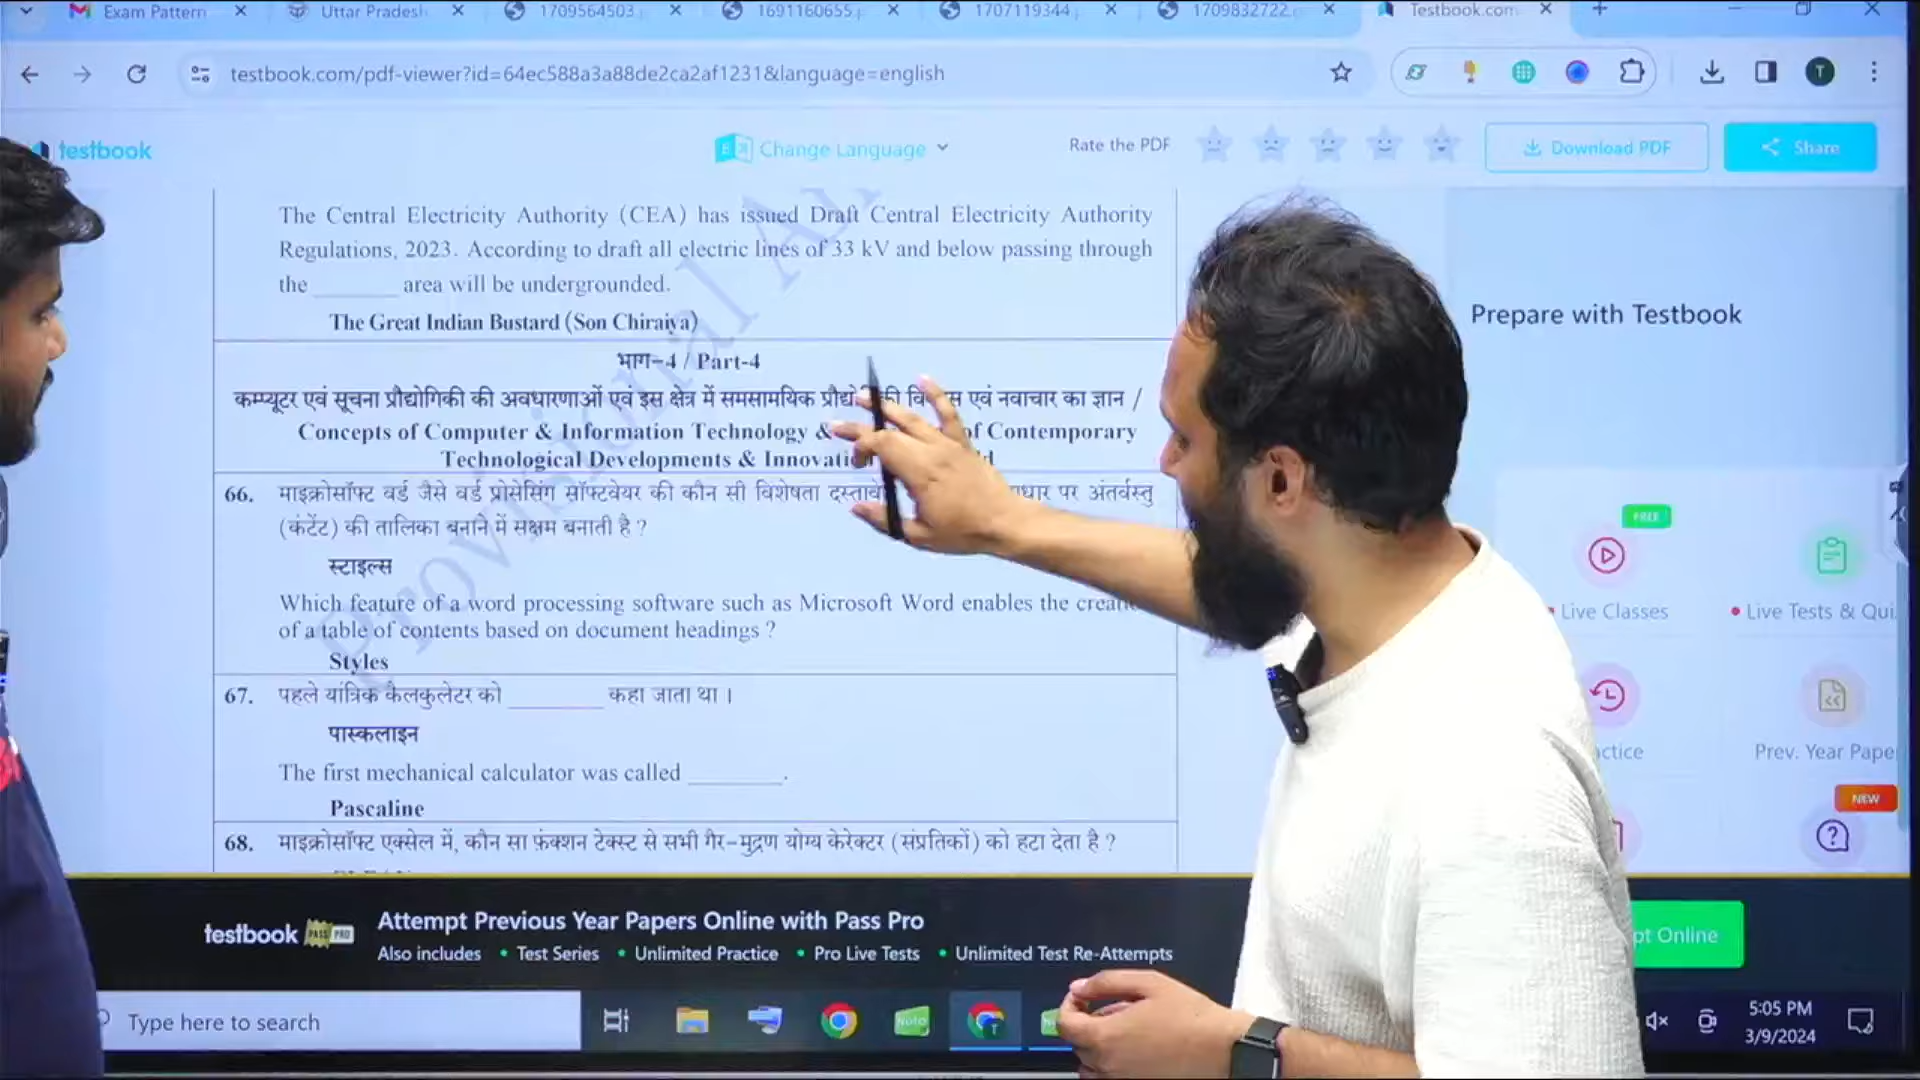 Exam Pattern
Uttar Pradesh
1709564503
1691160655
1707119344
1709832722
Testbook.com
testbook.com/pdf-viewer?id=64ec588a3a88de2ca2af1231&language=english
T
testbook
Change Language
Rate the PDF
Download PDF
Share
The Central Electricity Authority (CEA) has issued Draft Central Electricity Authority
Regulations, 2023. According to draft all electric lines of 33 kV and below passing through
the ______ area will be undergrounded.
The Great Indian Bustard (Son Chiraiya)
भाग–4 / Part-4
कम्प्यूटर एवं सूचना प्रौद्योगिकी की अवधारणाओं एवं इस क्षेत्र में समसामयिक एवं नवाचार का ज्ञान /
Concepts of Computer & Information Technology & of Contemporary
Technological Developments & Innovati
66. माइक्रोसॉफ्ट वर्ड जैसे वर्ड प्रोसेसिंग सॉफ्टवेयर की कौन सी विशेषता पर अंतर्वस्तु
(कंटेंट) की तालिका बनाने में सक्षम बनाती है ?
स्टाइल्स
Which feature of a word processing software such as Microsoft Word enables the
of a table of contents based on document headings ?
Styles
67. पहले यांत्रिक कैलकुलेटर को ______ कहा जाता था ।
पास्कलाइन
The first mechanical calculator was called ______.
Pascaline
68. माइक्रोसॉफ्ट एक्सेल में, कौन सा फ़ंक्शन टेक्स्ट से सभी गैर–मुद्रण योग्य केरेक्टर (संप्रतिकों) को हटा देता है ?
Provisional An
Prepare with Testbook
FREE
Live Classes
Live Tests & Qui
ctice
Prev. Year Pape
NEW
testbook PASS PRO
Attempt Previous Year Papers Online with Pass Pro
Also includes • Test Series • Unlimited Practice • Pro Live Tests • Unlimited Test Re-Attempts
pt Online
Type here to search
5:05 PM
3/9/2024